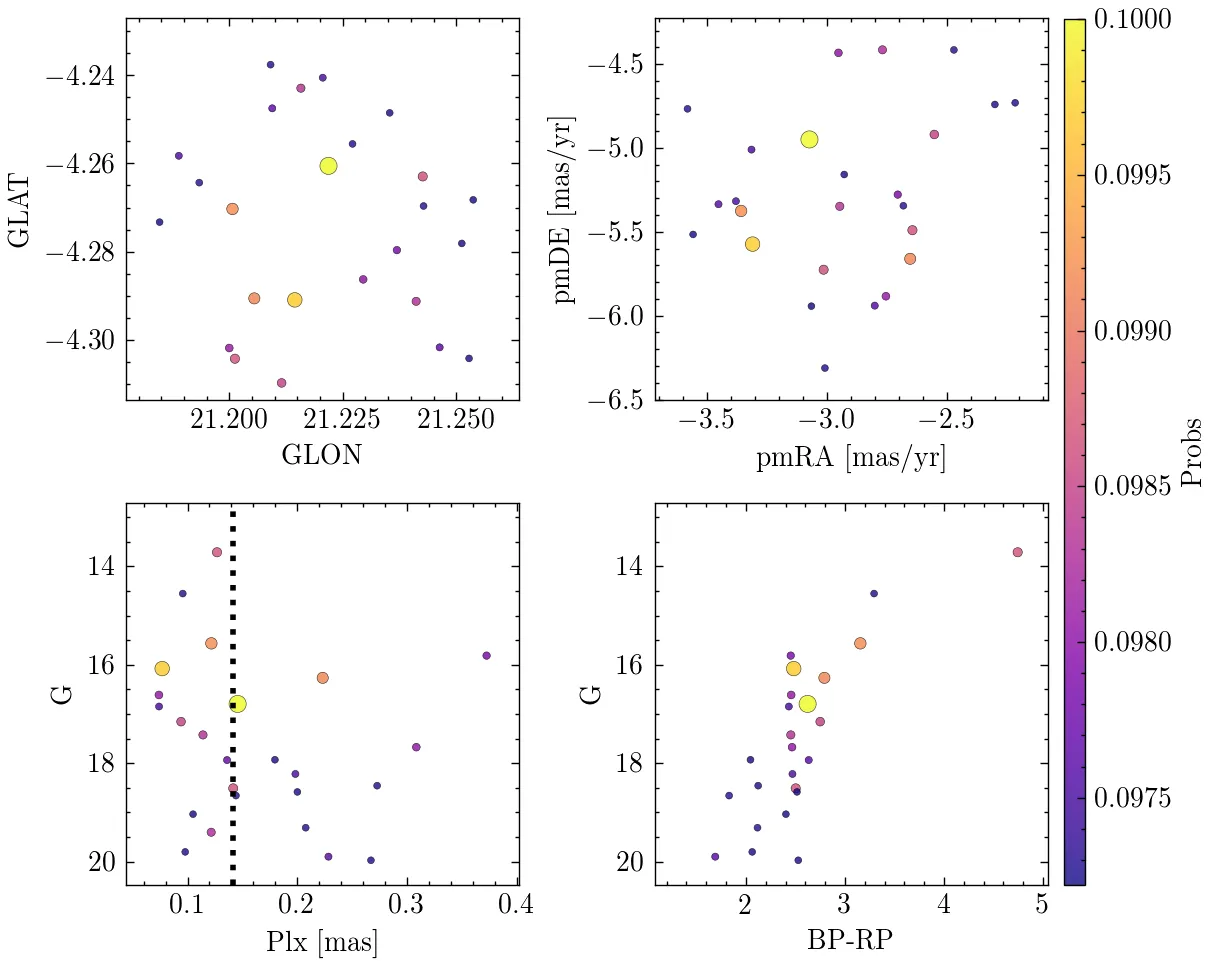 −4.24
−4.26
−4.28
−4.30
GLAT
21.200 21.225 21.250
GLON
−4.5
−5.0
−5.5
−6.0
−6.5
pmDE [mas/yr]
−3.5 −3.0 −2.5
pmRA [mas/yr]
14
16
18
20
G
0.1 0.2 0.3 0.4
Plx [mas]
14
16
18
20
G
2 3 4 5
BP-RP
0.1000
0.0995
0.0990
0.0985
0.0980
0.0975
Probs